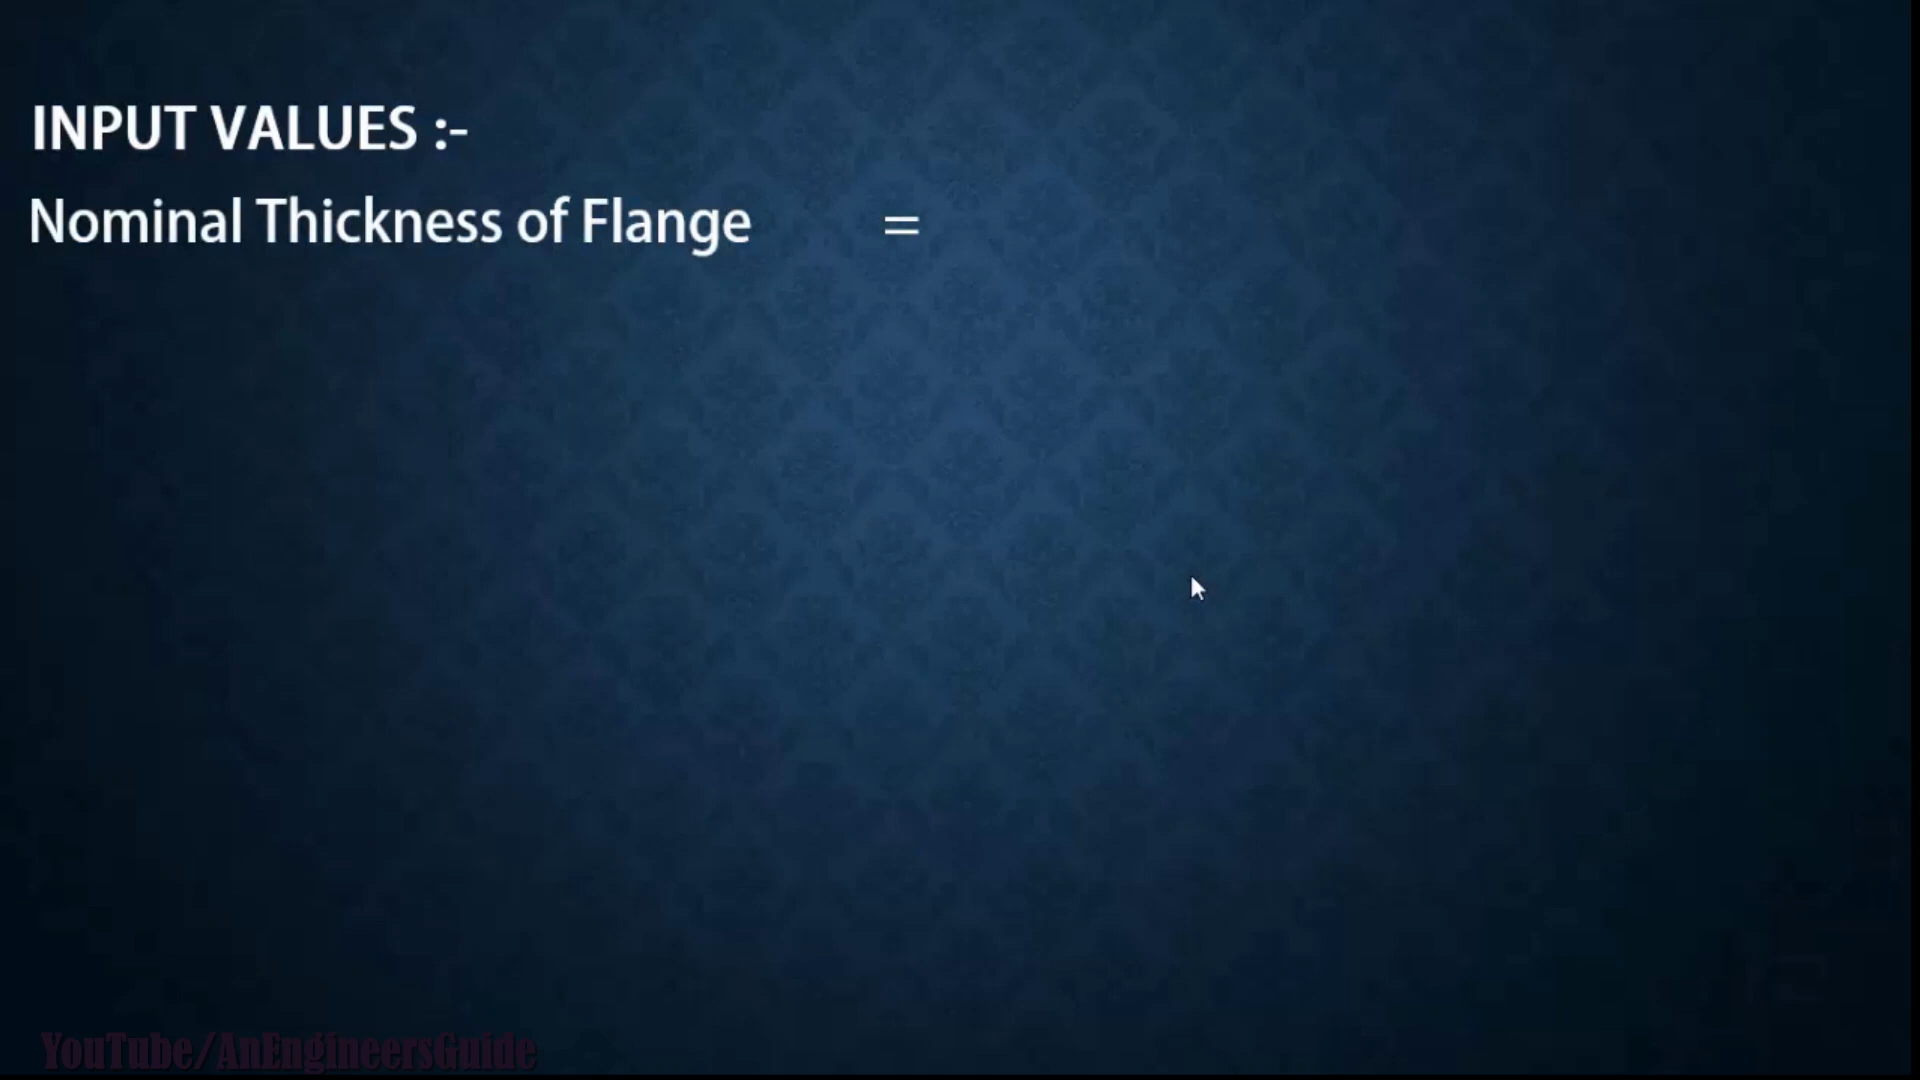 INPUT VALUES :-
Nominal Thickness of Flange =
YouTube/AnEngineersGuide